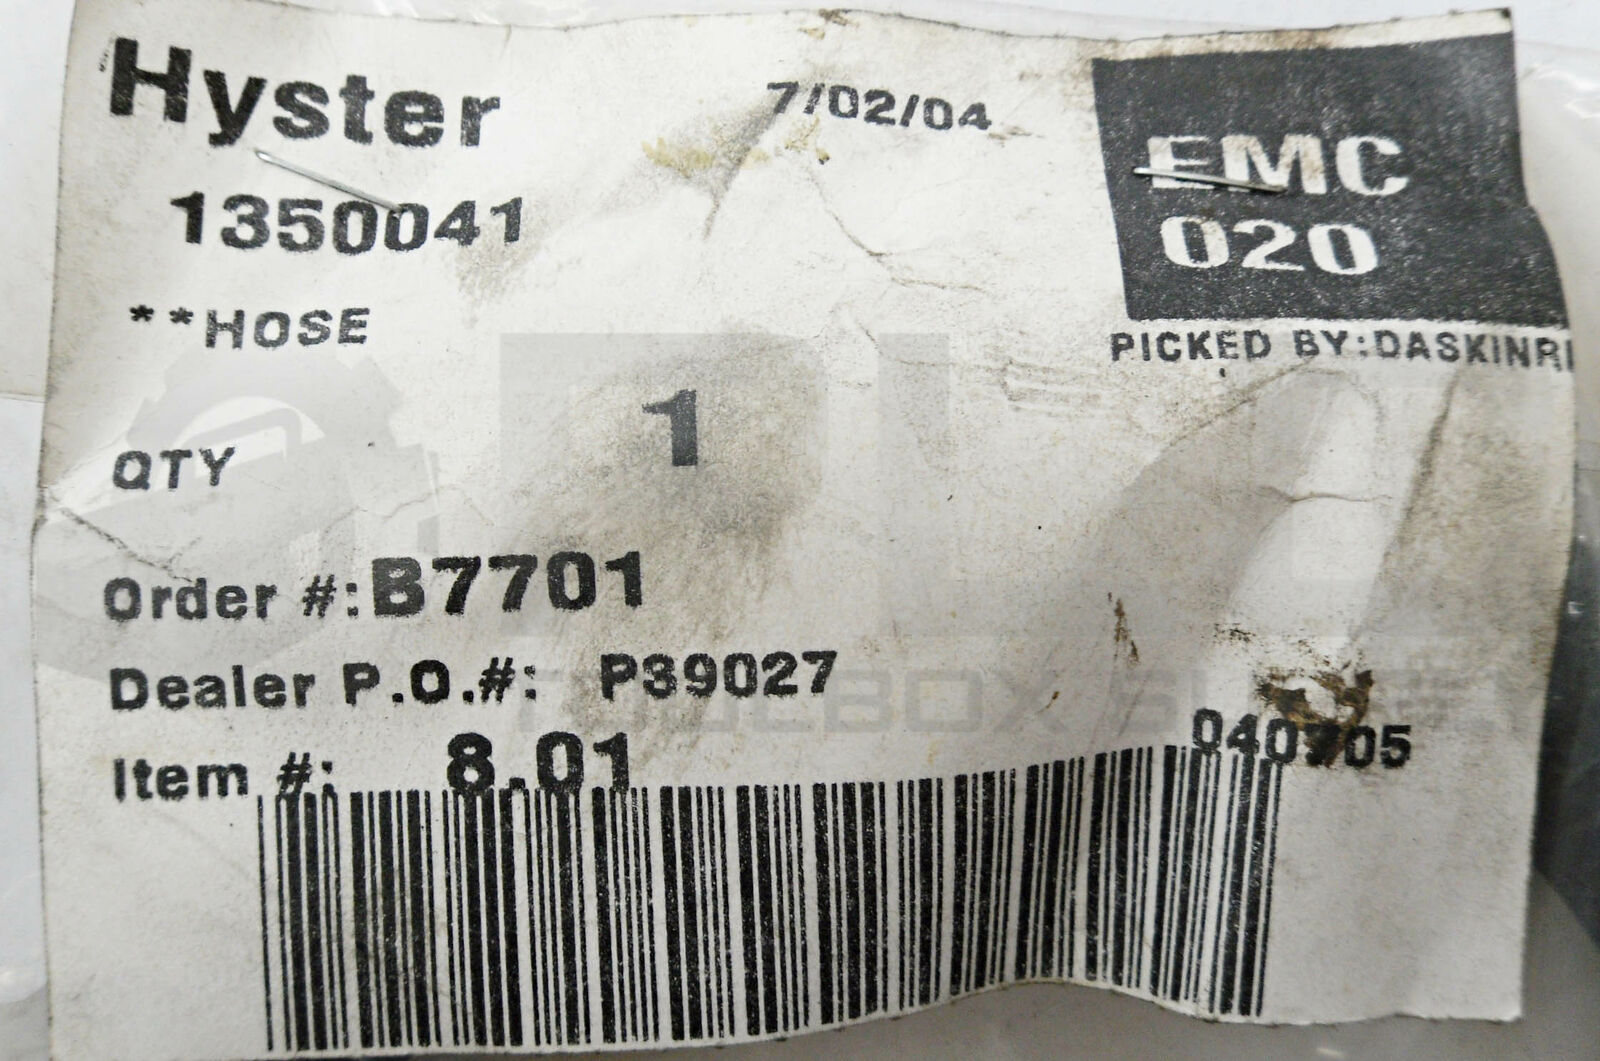 Hyster
7/02/04
EMC
020
1350041
**HOSE
PICKED BY:DASKINRI
QTY 1
Order #:B7701
Dealer P.O.#: P39027
Item #: 8.01
040705